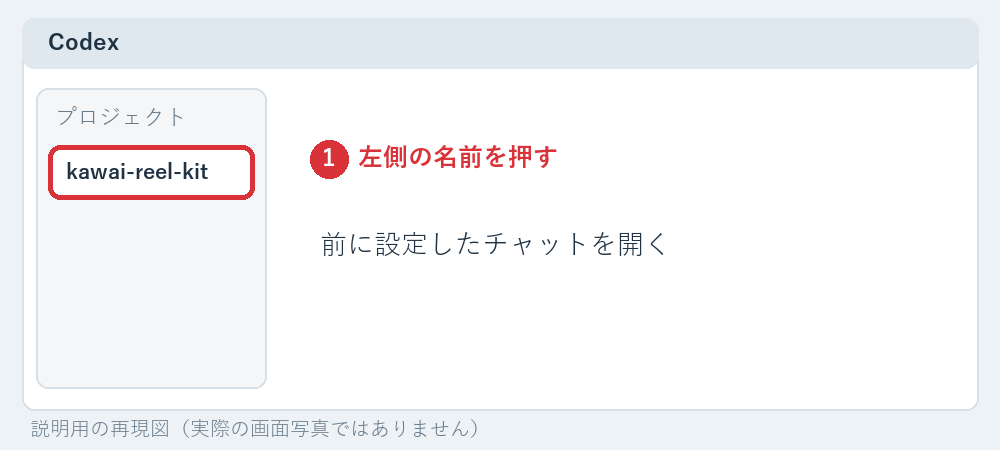 Codex
プロジェクト
kawai-reel-kit
1 左側の名前を押す
前に設定したチャットを開く
説明用の再現図（実際の画面写真ではありません）